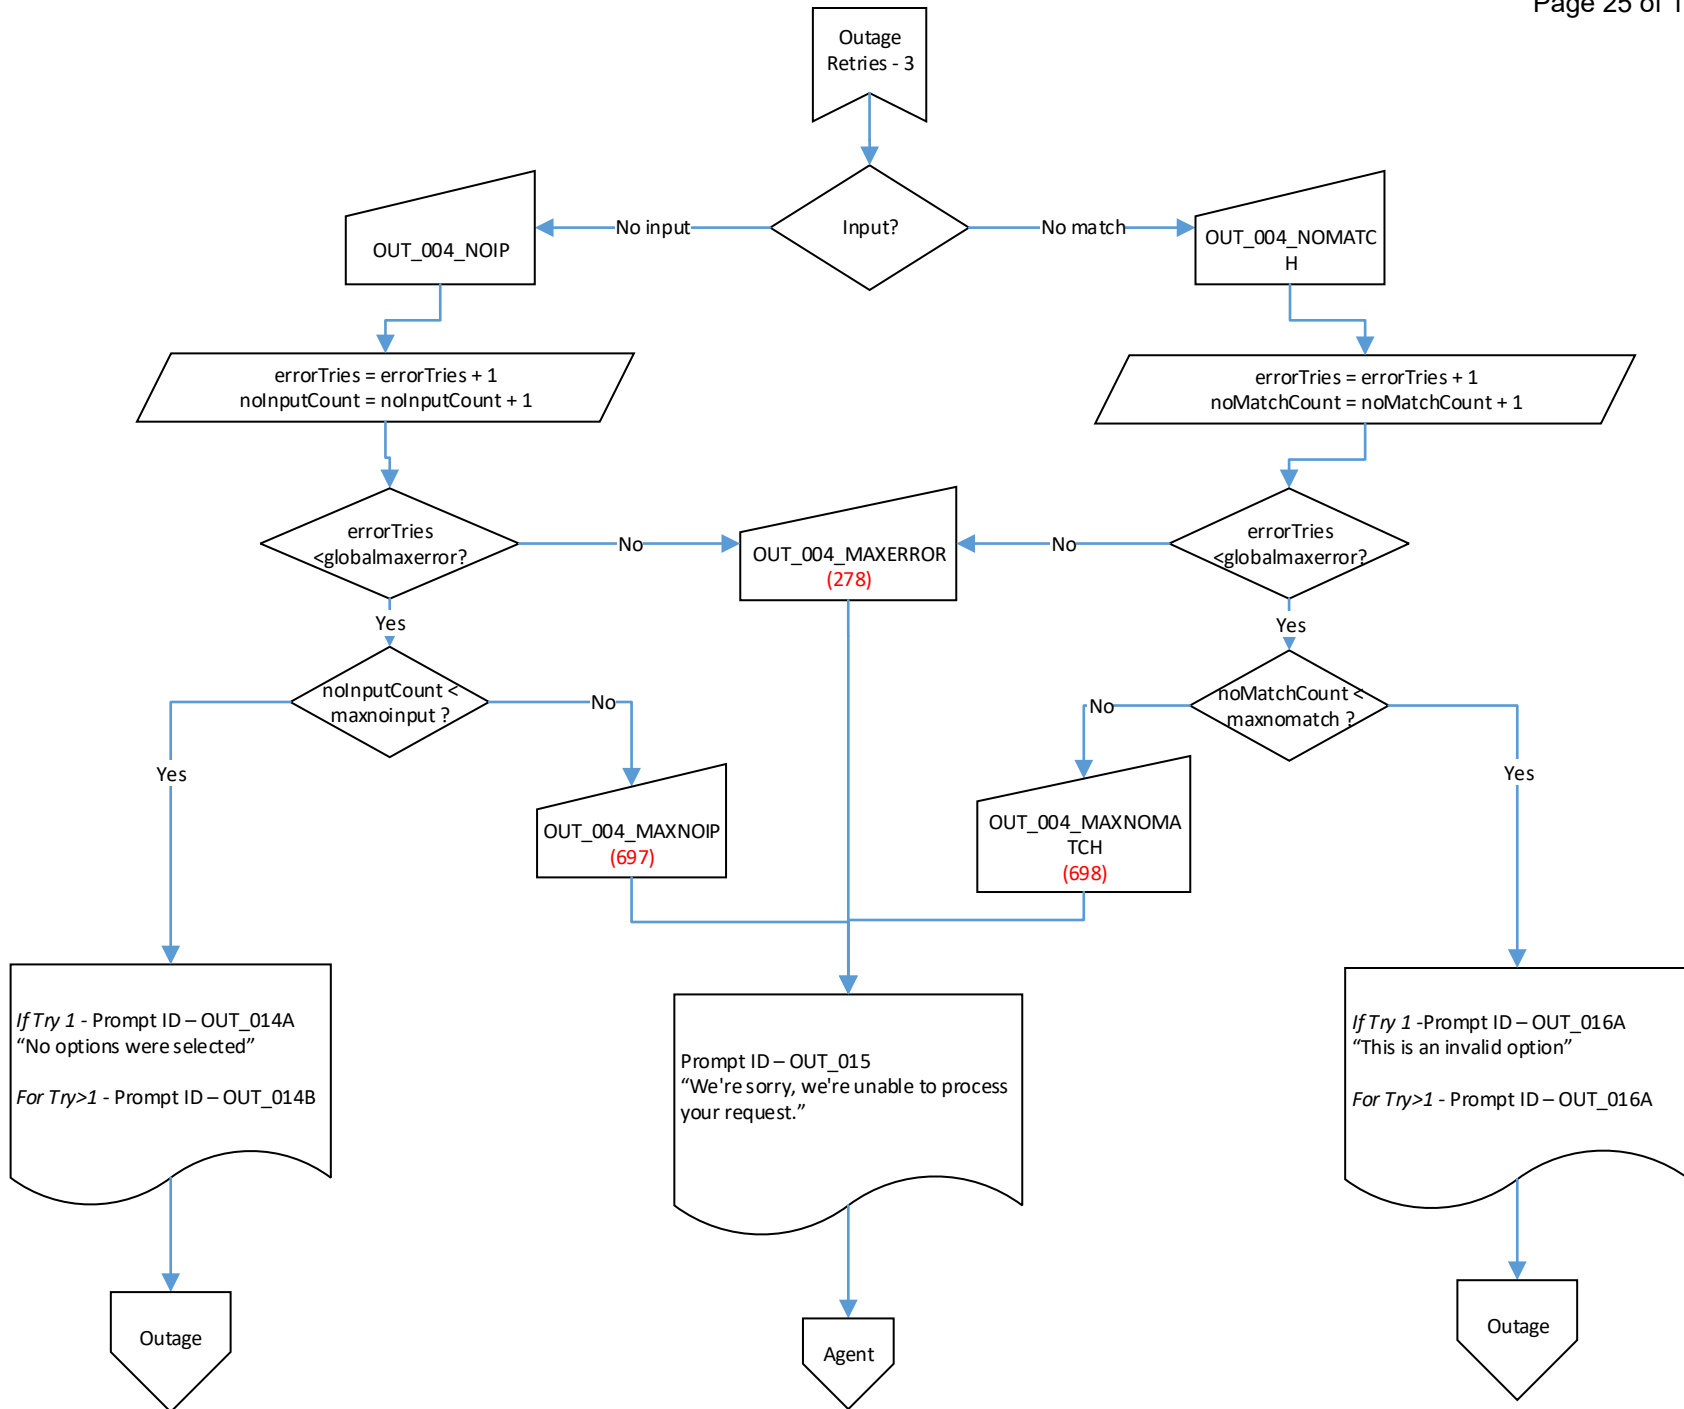 Page 25 of 1
Outage
Retries - 3
Input?
No input
No match
OUT_004_NOIP
OUT_004_NOMATC
H
errorTries = errorTries + 1
noInputCount = noInputCount + 1
errorTries = errorTries + 1
noMatchCount = noMatchCount + 1
errorTries
<globalmaxerror?
No
OUT_004_MAXERROR
(278)
No
errorTries
<globalmaxerror?
Yes
Yes
noInputCount <
maxnoinput ?
No
No
noMatchCount <
maxnomatch ?
Yes
Yes
OUT_004_MAXNOIP
(697)
OUT_004_MAXNOMA
TCH
(698)
If Try 1 - Prompt ID – OUT_014A
“No options were selected”
For Try>1 - Prompt ID – OUT_014B
Prompt ID – OUT_015
“We're sorry, we're unable to process
your request.”
If Try 1 -Prompt ID – OUT_016A
“This is an invalid option”
For Try>1 - Prompt ID – OUT_016A
Outage
Agent
Outage